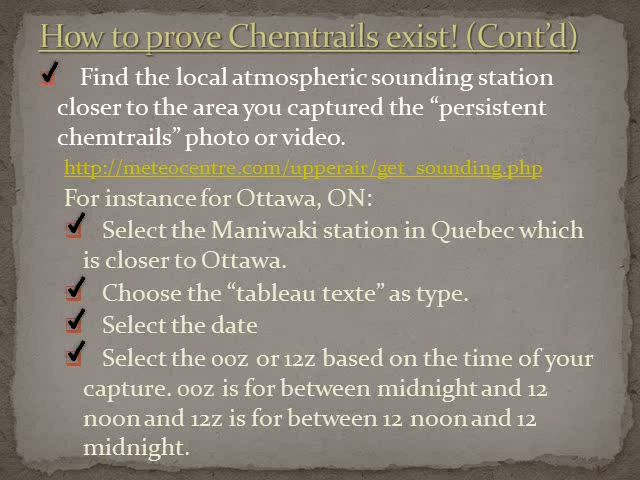 How to prove Chemtrails exist! (Cont'd)
Find the local atmospheric sounding station
closer to the area you captured the “persistent
chemtrails” photo or video.
http://meteocentre.com/upperair/get_sounding.php
For instance for Ottawa, ON:
Select the Maniwaki station in Quebec which
is closer to Ottawa.
Choose the “tableau texte” as type.
Select the date
Select the 00z or 12z based on the time of your
capture. 00z is for between midnight and 12
noon and 12z is for between 12 noon and 12
midnight.